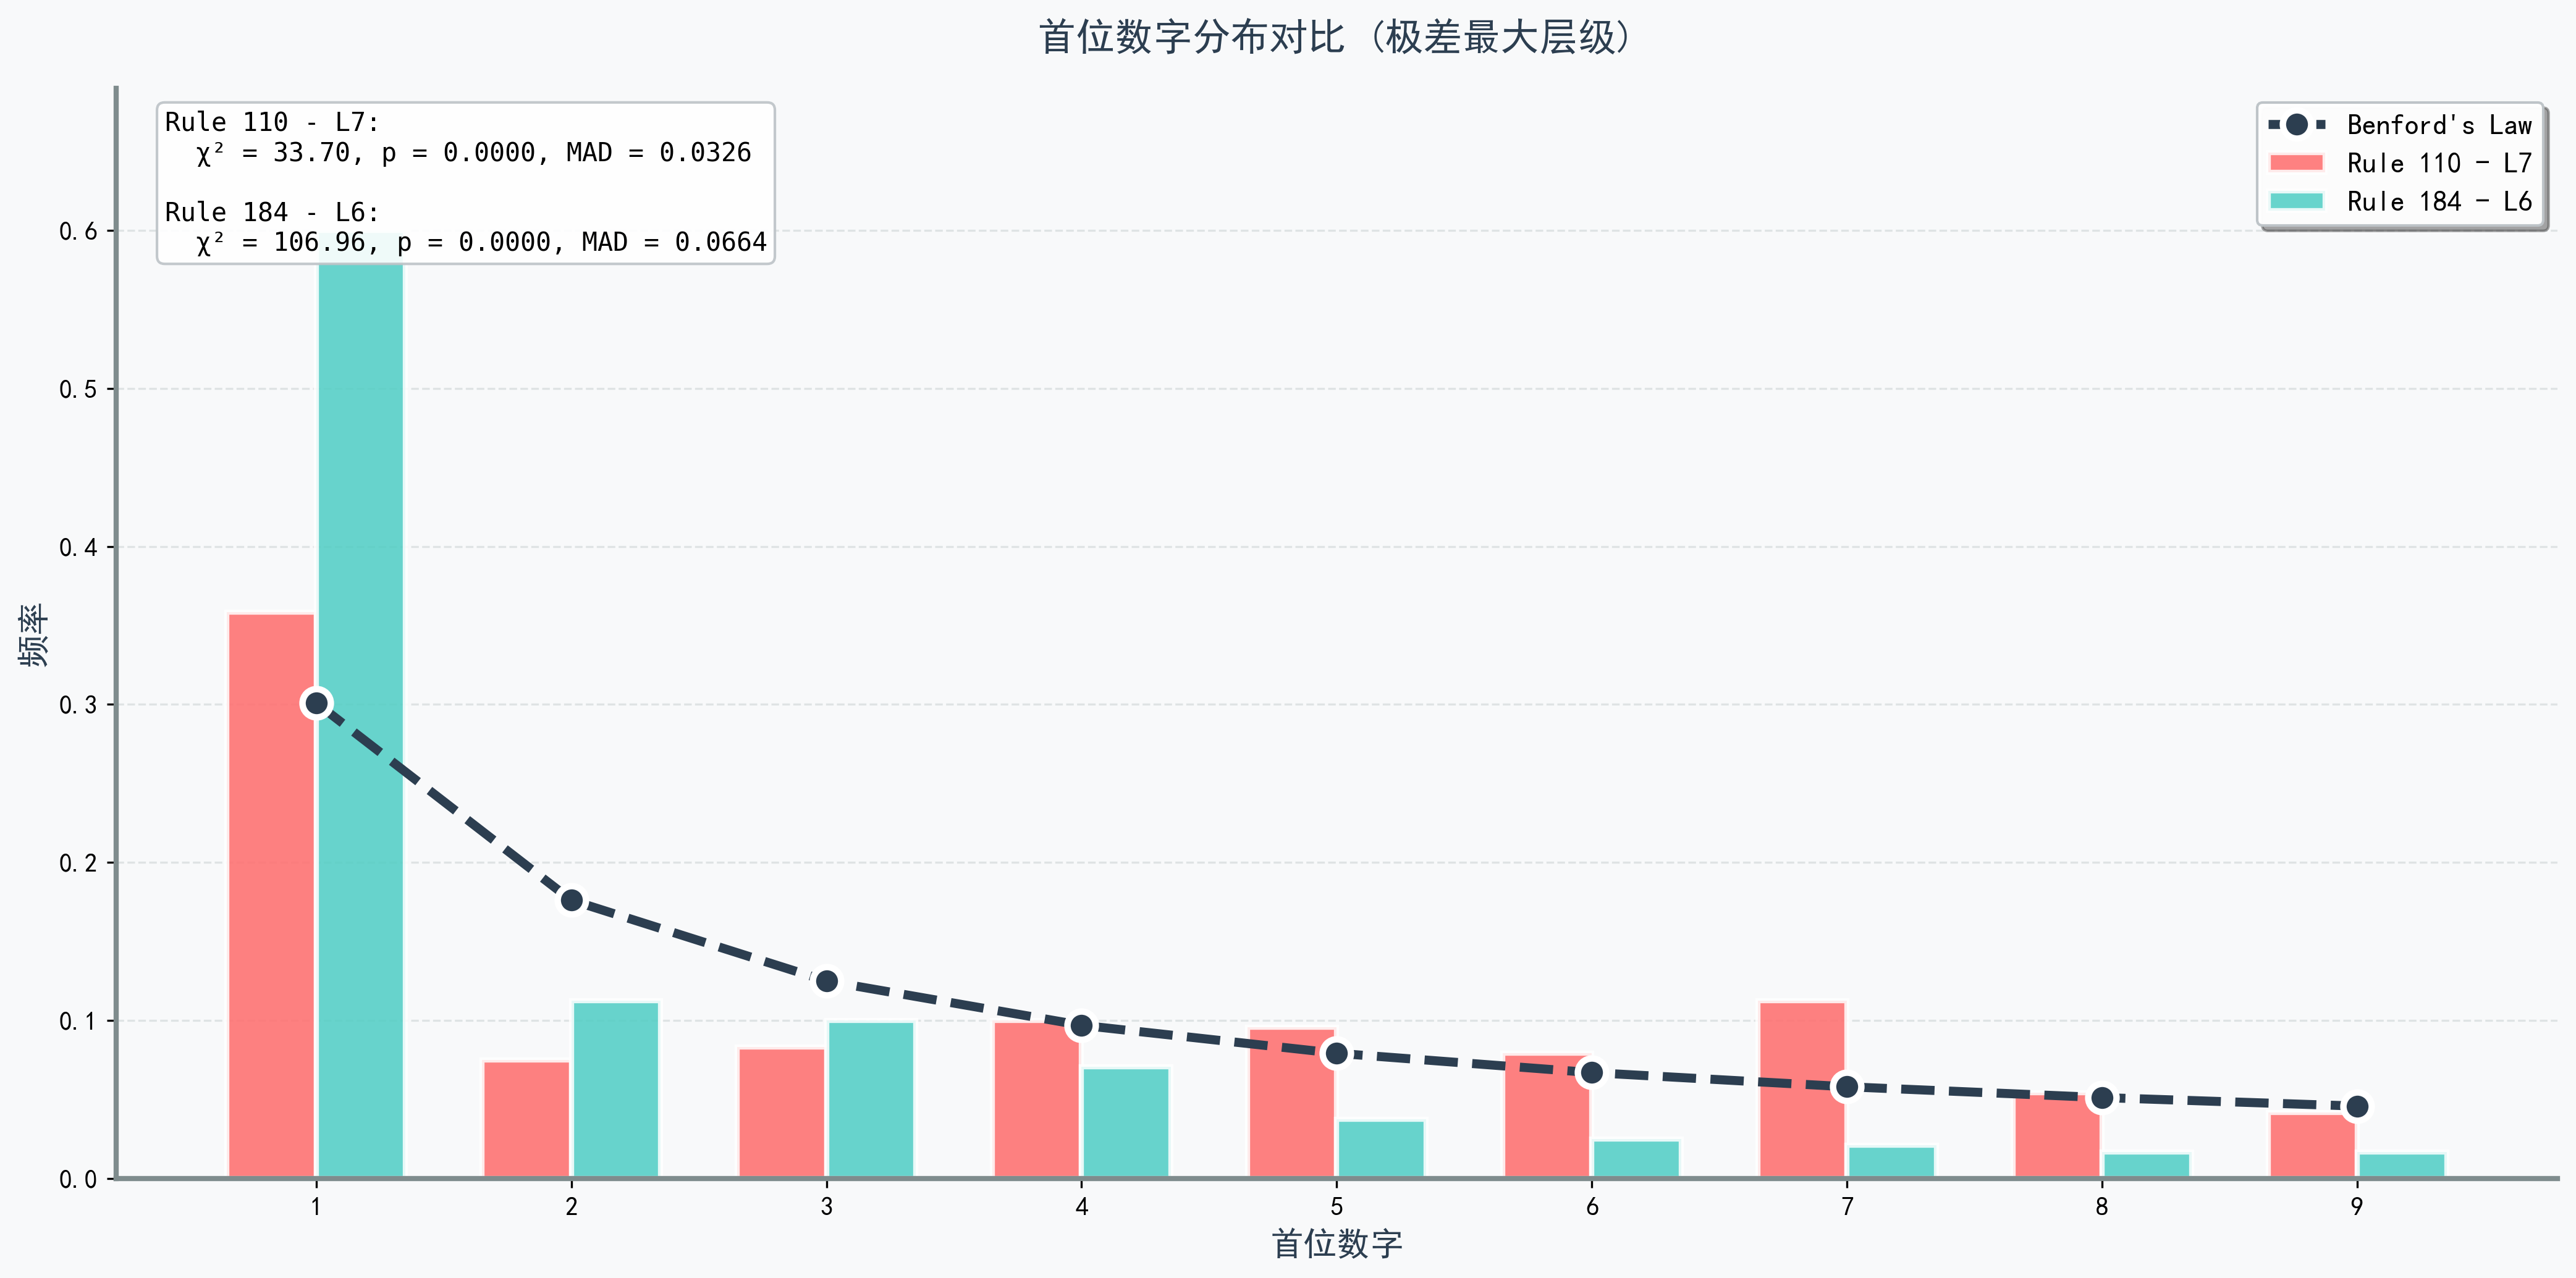 首位数字分布对比 (极差最大层级)
Rule 110 - L7:
χ² = 33.70, p = 0.0000, MAD = 0.0326
Rule 184 - L6:
χ² = 106.96, p = 0.0000, MAD = 0.0664
Benford's Law
Rule 110 - L7
Rule 184 - L6
频率
0.6
0.5
0.4
0.3
0.2
0.1
0.0
1 2 3 4 5 6 7 8 9
首位数字